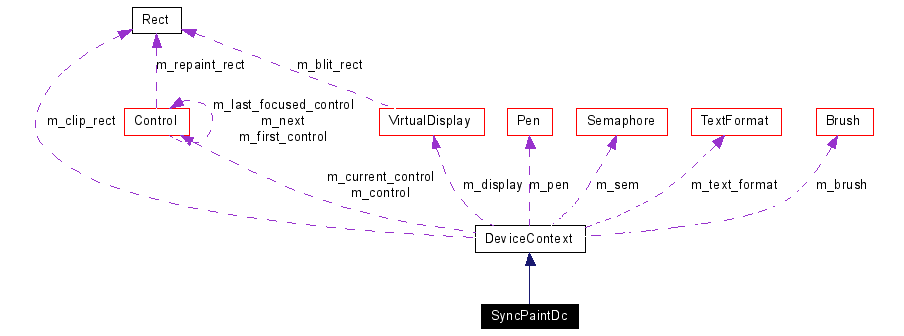 Rect
m_repaint_rect
m_blit_rect
m_last_focused_control
m_next
m_first_control
m_clip_rect
Control
VirtualDisplay
Pen
Semaphore
TextFormat
Brush
m_current_control
m_control
m_display
m_pen
m_sem
m_text_format
m_brush
DeviceContext
SyncPaintDc